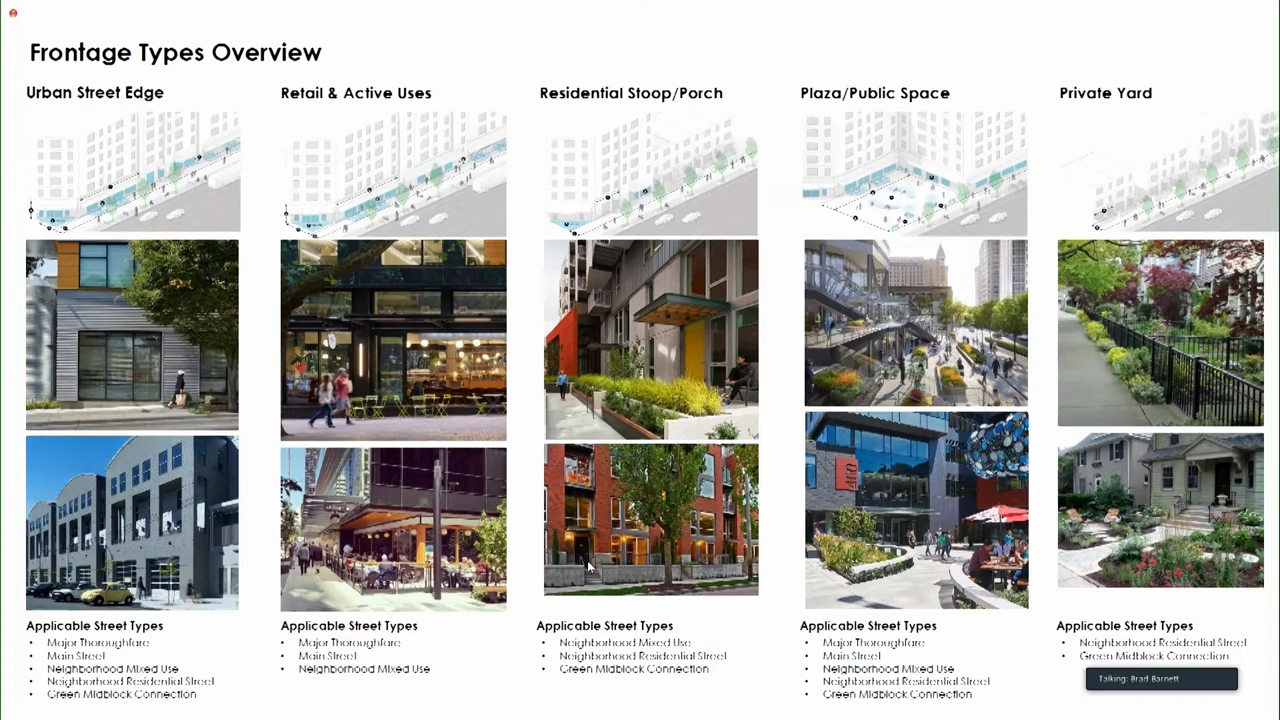 Frontage Types Overview
Urban Street Edge
Retail & Active Uses
Residential Stoop/Porch
Plaza/Public Space
Private Yard
Applicable Street Types
• Major Thoroughfare
• Main Street
• Neighborhood Mixed Use
• Neighborhood Residential Street
• Green Midblock Connection
Applicable Street Types
• Major Thoroughfare
• Main Street
• Neighborhood Mixed Use
Applicable Street Types
• Neighborhood Mixed Use
• Neighborhood Residential Street
• Green Midblock Connection
Applicable Street Types
• Major Thoroughfare
• Main Street
• Neighborhood Mixed Use
• Neighborhood Residential Street
• Green Midblock Connection
Applicable Street Types
• Neighborhood Residential Street
• Green Midblock Connection
Talking: Brad Barnett